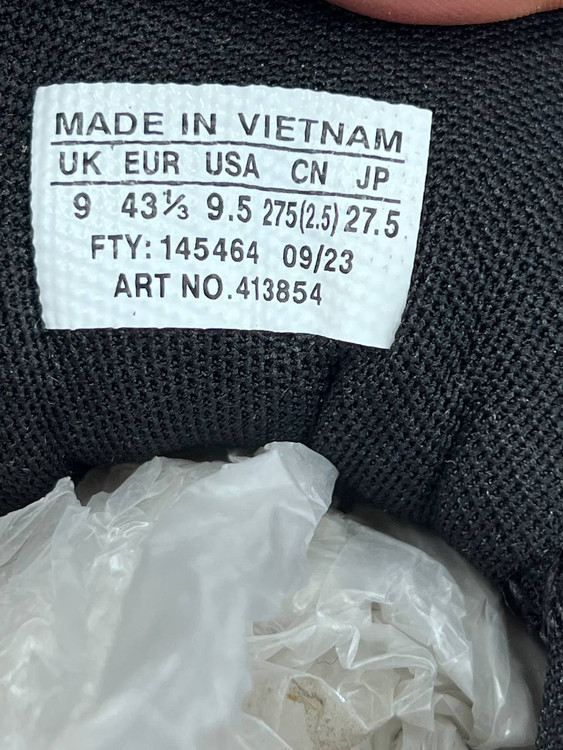 MADE IN VIETNAM
UK EUR USA CN JP
9 43⅓ 9.5 275(2.5) 27.5
FTY: 145464 09/23
ART NO.413854